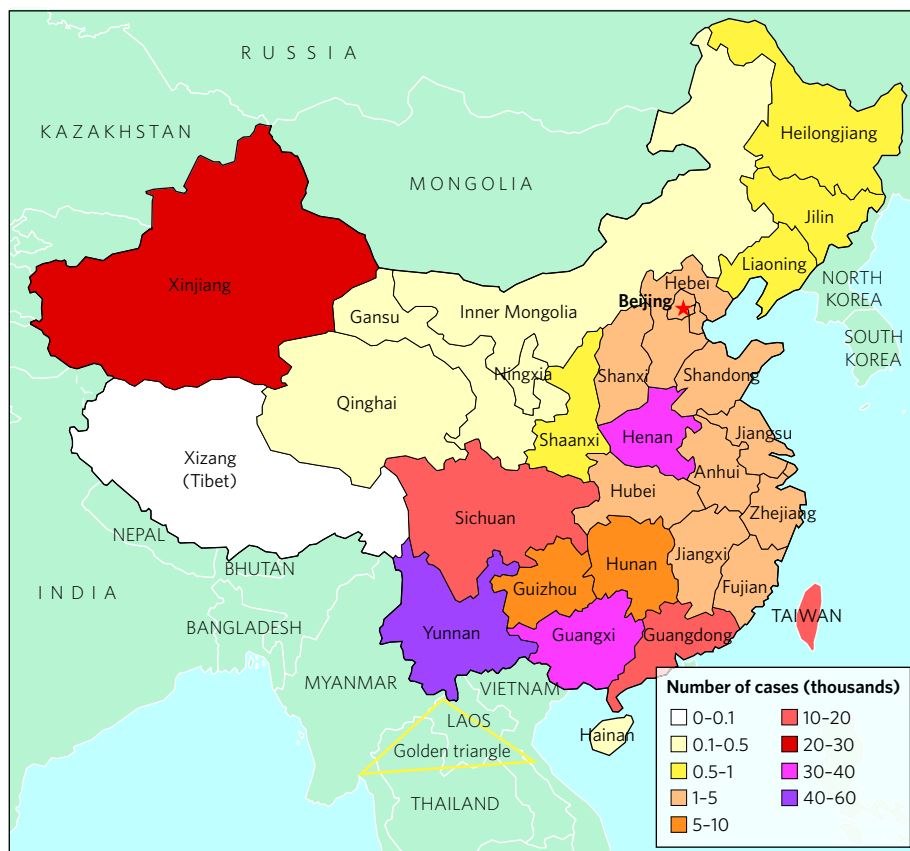 RUSSIA
KAZAKHSTAN
MONGOLIA
Heilongjiang
Jilin
Liaoning
NORTH
KOREA
SOUTH
KOREA
Xinjiang
Gansu
Inner Mongolia
Hebei
Beijing
Ningxia
Shanxi
Shandong
Qinghai
Shaanxi
Henan
Jiangsu
Anhui
Xizang
(Tibet)
Hubei
Zhejiang
Sichuan
NEPAL
BHUTAN
INDIA
Guizhou
Hunan
Jiangxi
Fujian
BANGLADESH
Yunnan
Guangxi
Guangdong
TAIWAN
MYANMAR
VIETNAM
LAOS
Golden triangle
Hainan
THAILAND
Number of cases (thousands)
0–0.1
0.1–0.5
0.5–1
1–5
5–10
10–20
20–30
30–40
40–60